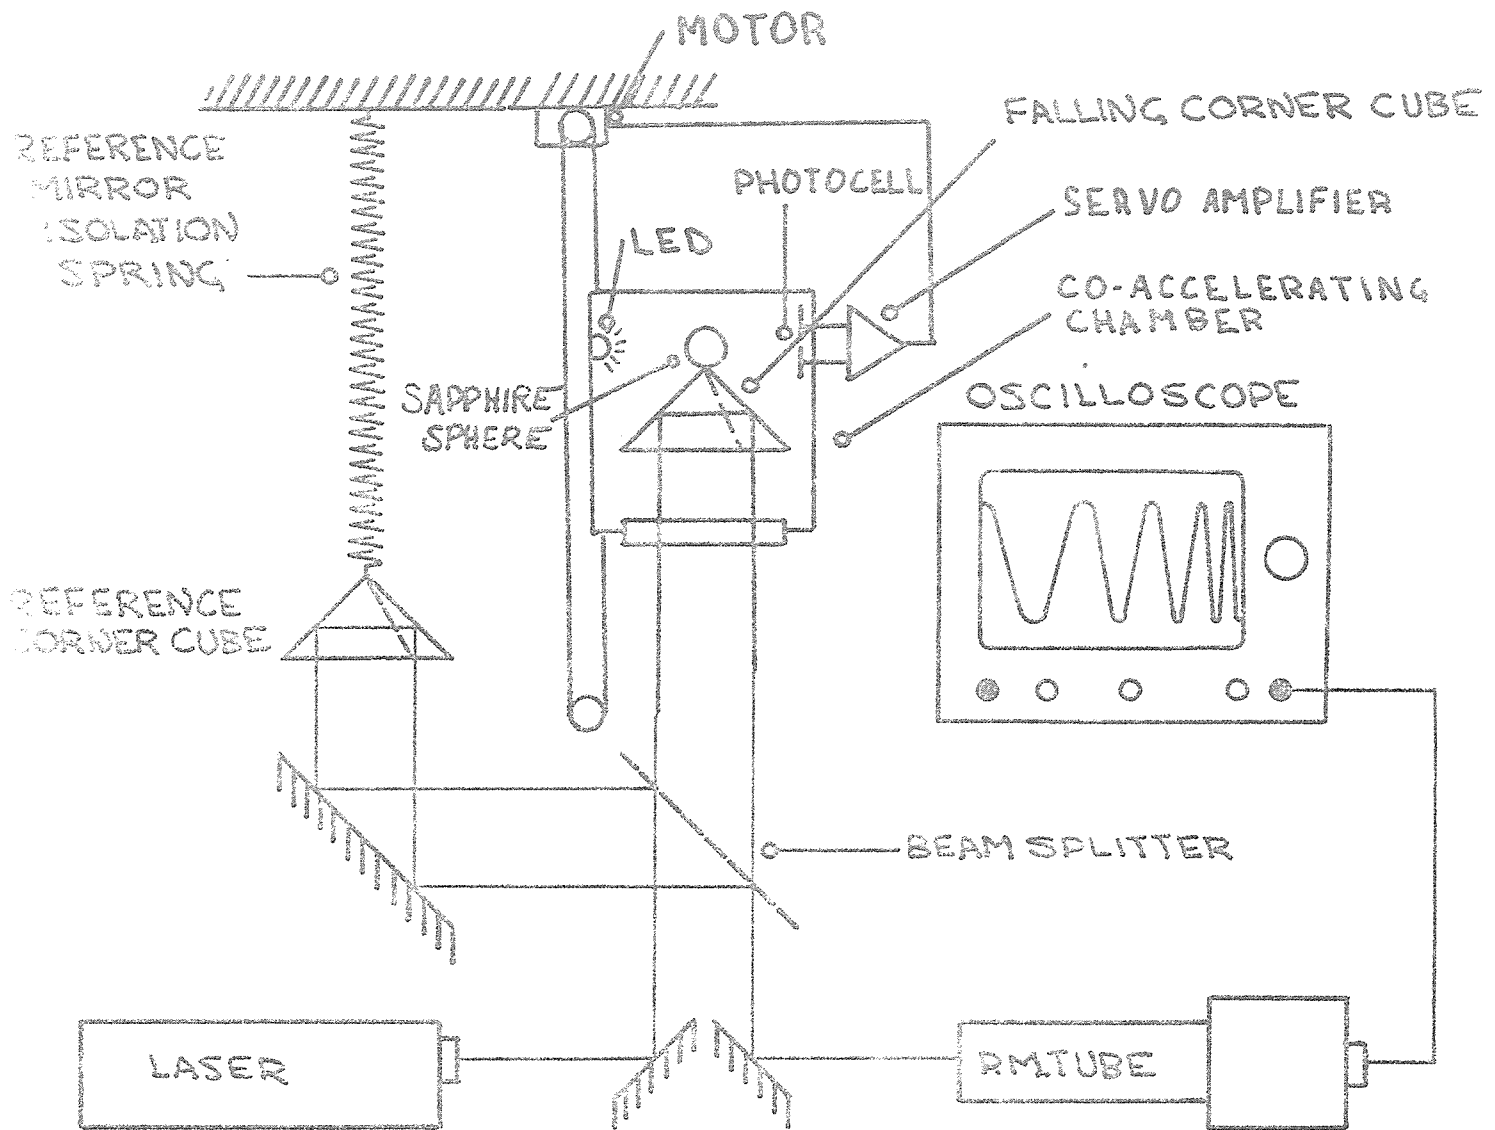 MOTOR
FALLING CORNER CUBE
REFERENCE
MIRROR
ISOLATION
SPRING
PHOTOCELL
SERVO AMPLIFIER
LED
CO-ACCELERATING
CHAMBER
SAPPHIRE
SPHERE
OSCILLOSCOPE
REFERENCE
CORNER CUBE
BEAM SPLITTER
LASER
P.M.TUBE